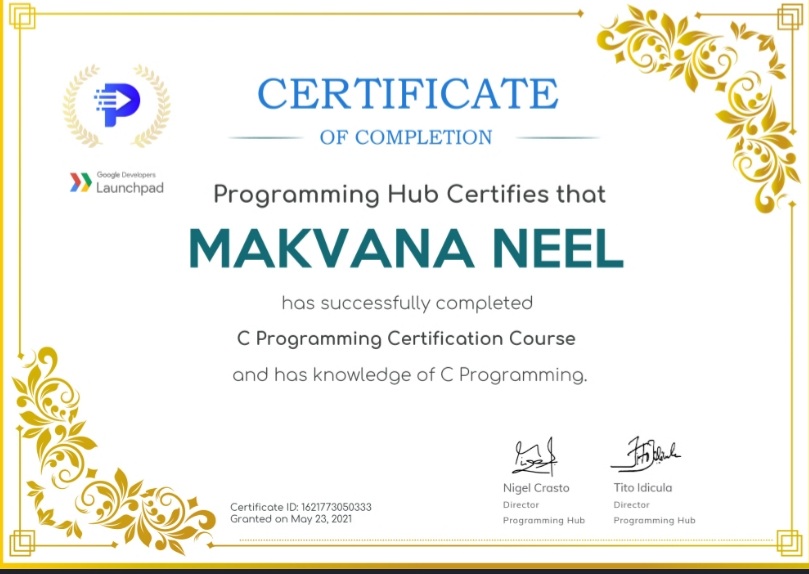 CERTIFICATE
OF COMPLETION
Google Developers
Launchpad
Programming Hub Certifies that
MAKVANA NEEL
has successfully completed
C Programming Certification Course
and has knowledge of C Programming.
Nigel Crasto
Director
Programming Hub
Tito Idicula
Director
Programming Hub
Certificate ID: 1621773050333
Granted on May 23, 2021